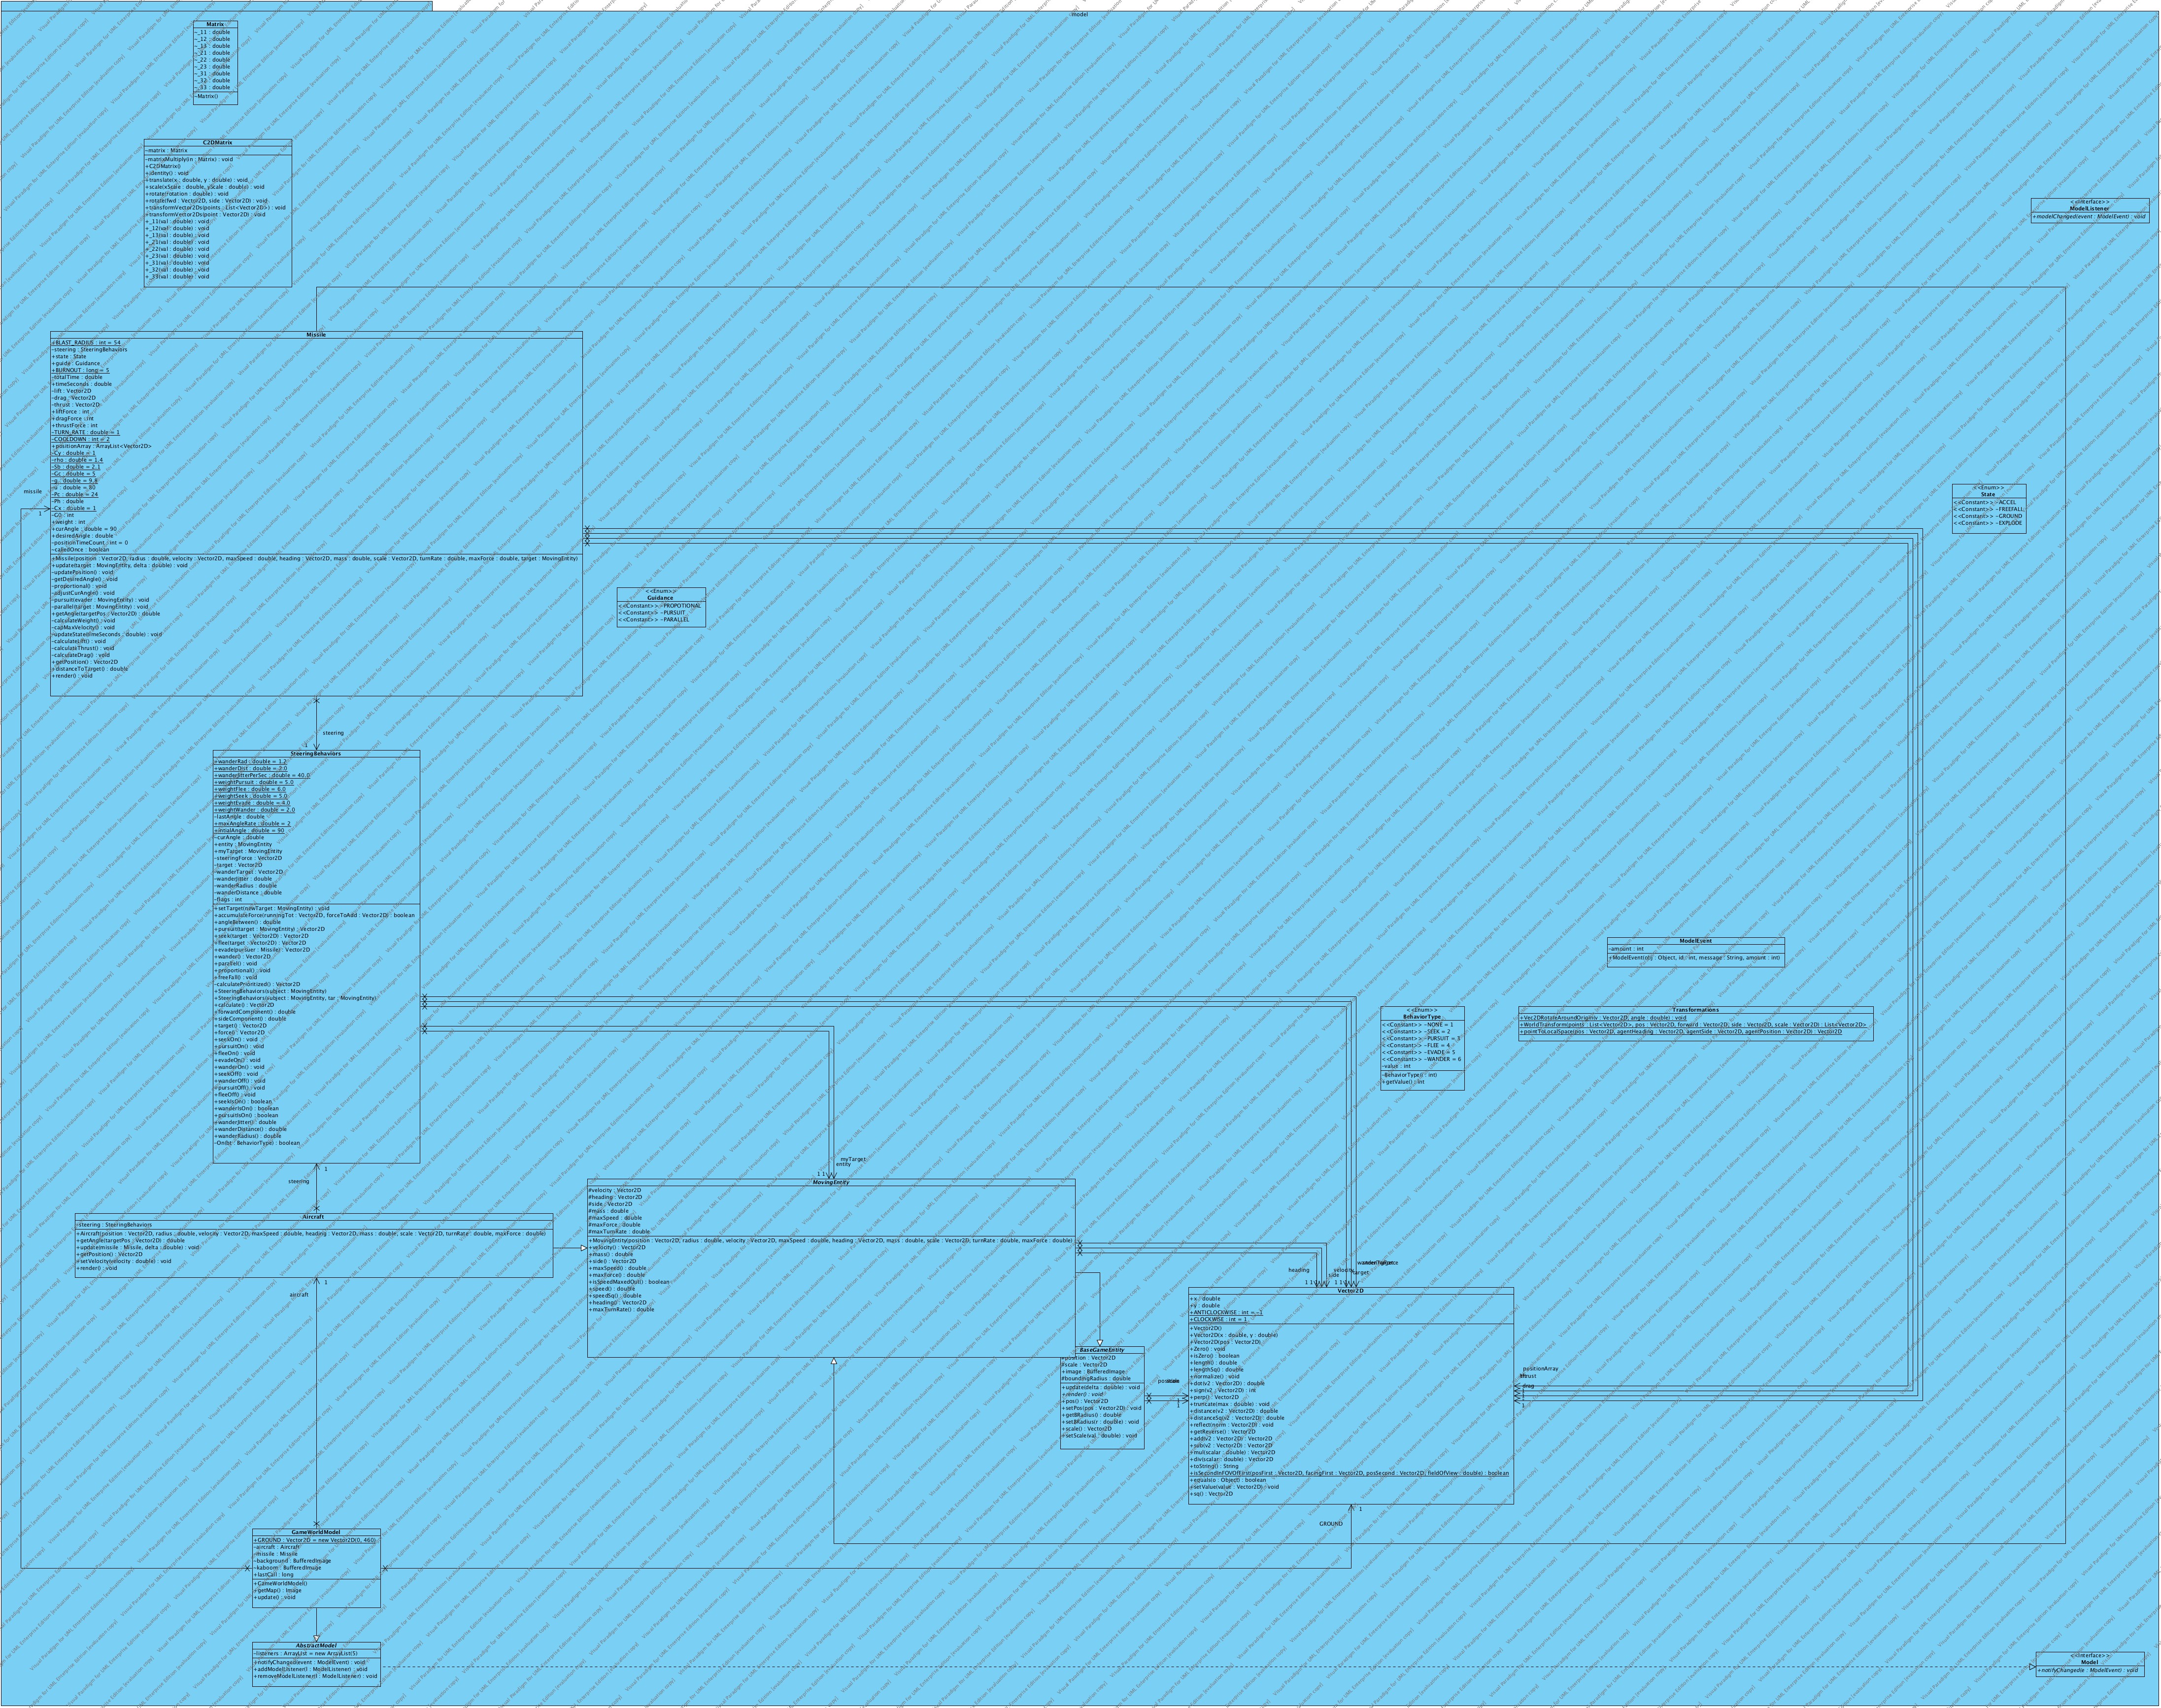 model
Matrix
~_11 : double
~_12 : double
~_13 : double
~_21 : double
~_22 : double
~_23 : double
~_31 : double
~_32 : double
~_33 : double
~Matrix()
C2DMatrix
-matrix : Matrix
-matrixMultiply(in : Matrix) : void
+C2DMatrix()
+identity() : void
+translate(x : double, y : double) : void
+scale(xScale : double, yScale : double) : void
+rotate(rotation : double) : void
+rotate(fwd : Vector2D, side : Vector2D) : void
+transformVector2Ds(points : List<Vector2D>) : void
+transformVector2Ds(point : Vector2D) : void
+_11(val : double) : void
+_12(val : double) : void
+_13(val : double) : void
+_21(val : double) : void
+_22(val : double) : void
+_23(val : double) : void
+_31(val : double) : void
+_32(val : double) : void
+_33(val : double) : void
<<Interface>>
ModelListener
+modelChanged(event : ModelEvent) : void
Missile
+BLAST_RADIUS : int = 54
-steering : SteeringBehaviors
+state : State
+guide : Guidance
+BURNOUT : long = 5
-totalTime : double
+timeSeconds : double
-lift : Vector2D
-drag : Vector2D
-thrust : Vector2D
+liftForce : int
+dragForce : int
+thrustForce : int
-TURN_RATE : double = 1
-COOLDOWN : int = 2
+positionArray : ArrayList<Vector2D>
-Cy : double = 1
-rho : double = 1.4
-Sb : double = 2.1
-Gc : double = 5
-g : double = 9.8
-u : double = 80
-Pc : double = 24
-Ph : double
-Cx : double = 1
-G() : int
+weight : int
+curAngle : double = 90
+desiredAngle : double
-positionTimeCount : int = 0
-calledOnce : boolean
+Missile(position : Vector2D, radius : double, velocity : Vector2D, maxSpeed : double, heading : Vector2D, mass : double, scale : Vector2D, turnRate : double, maxForce : double, target : MovingEntity)
+update(target : MovingEntity, delta : double) : void
-updatePosition() : void
-getDesiredAngle() : void
-proportional() : void
-adjustCurAngle() : void
-pursuit(evader : MovingEntity) : void
-parallel(target : MovingEntity) : void
+getAngle(targetPos : Vector2D) : double
-calculateWeight() : void
-capMaxVelocity() : void
-updateState(timeSeconds : double) : void
-calculateLift() : void
-calculateThrust() : void
-calculateDrag() : void
+getPosition() : Vector2D
+distanceToTarget() : double
+render() : void
missile
1
<<Enum>>
State
<<Constant>> -ACCEL
<<Constant>> -FREEFALL
<<Constant>> -GROUND
<<Constant>> -EXPLODE
<<Enum>>
Guidance
<<Constant>> -PROPOTIONAL
<<Constant>> -PURSUIT
<<Constant>> -PARALLEL
steering
1
SteeringBehaviors
+wanderRad : double = 1.2
+wanderDist : double = 2.0
+wanderJitterPerSec : double = 40.0
+weightPursuit : double = 5.0
+weightFlee : double = 6.0
+weightSeek : double = 5.0
+weightEvade : double = 4.0
+weightWander : double = 2.0
-lastAngle : double
+maxAngleRate : double = 2
+intialAngle : double = 90
-curAngle : double
+entity : MovingEntity
+myTarget : MovingEntity
-steeringForce : Vector2D
-target : Vector2D
-wanderTarget : Vector2D
-wanderJitter : double
-wanderRadius : double
-wanderDistance : double
-flags : int
+setTarget(newTarget : MovingEntity) : void
+accumulateForce(runningTot : Vector2D, forceToAdd : Vector2D) : boolean
+angleBetween() : double
+pursuit(target : MovingEntity) : Vector2D
+seek(target : Vector2D) : Vector2D
+flee(target : Vector2D) : Vector2D
+evade(pursuer : Missile) : Vector2D
+wander() : Vector2D
+parallel() : void
+proportional() : void
+freeFall() : void
-calculatePrioritized() : Vector2D
+SteeringBehaviors(subject : MovingEntity)
+SteeringBehaviors(subject : MovingEntity, tar : MovingEntity)
+calculate() : Vector2D
+forwardComponent() : double
+sideComponent() : double
+target() : Vector2D
+force() : Vector2D
+seekOn() : void
+pursuitOn() : void
+fleeOn() : void
+evadeOn() : void
+wanderOn() : void
+seekOff() : void
+wanderOff() : void
+pursuitOff() : void
+fleeOff() : void
+seekIsOn() : boolean
+wanderIsOn() : boolean
+pursuitIsOn() : boolean
+wanderJitter() : double
+wanderDistance() : double
+wanderRadius() : double
-On(bt : BehaviorType) : boolean
ModelEvent
-amount : int
+ModelEvent(obj : Object, id : int, message : String, amount : int)
<<Enum>>
BehaviorType
<<Constant>> -NONE = 1
<<Constant>> -SEEK = 2
<<Constant>> -PURSUIT = 3
<<Constant>> -FLEE = 4
<<Constant>> -EVADE = 5
<<Constant>> -WANDER = 6
-value : int
-BehaviorType(i : int)
+getValue() : int
Transformations
+Vec2DRotateAroundOrigin(v : Vector2D, angle : double) : void
+WorldTransform(points : List<Vector2D>, pos : Vector2D, forward : Vector2D, side : Vector2D, scale : Vector2D) : List<Vector2D>
+pointToLocalSpace(pos : Vector2D, agentHeading : Vector2D, agentSide : Vector2D, agentPosition : Vector2D) : Vector2D
steering
1
myTarget
entity
1 1
Aircraft
-steering : SteeringBehaviors
+Aircraft(position : Vector2D, radius : double, velocity : Vector2D, maxSpeed : double, heading : Vector2D, mass : double, scale : Vector2D, turnRate : double, maxForce : double)
+getAngle(targetPos : Vector2D) : double
+update(missile : Missile, delta : double) : void
+getPosition() : Vector2D
+setVelocity(velocity : double) : void
+render() : void
aircraft
1
MovingEntity
#velocity : Vector2D
#heading : Vector2D
#side : Vector2D
#mass : double
#maxSpeed : double
#maxForce : double
#maxTurnRate : double
+MovingEntity(position : Vector2D, radius : double, velocity : Vector2D, maxSpeed : double, heading : Vector2D, mass : double, scale : Vector2D, turnRate : double, maxForce : double)
+velocity() : Vector2D
+mass() : double
+side() : Vector2D
+maxSpeed() : double
+maxForce() : double
+isSpeedMaxedOut() : boolean
+speed() : double
+speedSq() : double
+heading() : Vector2D
+maxTurnRate() : double
heading
velocity
side
target
1 1
1 1
BaseGameEntity
#position : Vector2D
#scale : Vector2D
+image : BufferedImage
#boundingRadius : double
+update(delta : double) : void
+render() : void
+pos() : Vector2D
+setPos(pos : Vector2D) : void
+getBRadius() : double
+setBRadius(r : double) : void
+scale() : Vector2D
+setScale(val : double) : void
1
Vector2D
+x : double
+y : double
+ANTICLOCKWISE : int = -1
+CLOCKWISE : int = 1
+Vector2D()
+Vector2D(x : double, y : double)
+Vector2D(pos : Vector2D)
+Zero() : void
+isZero() : boolean
+length() : double
+lengthSq() : double
+normalize() : void
+dot(v2 : Vector2D) : double
+sign(v2 : Vector2D) : int
+perp() : Vector2D
+truncate(max : double) : void
+distance(v2 : Vector2D) : double
+distanceSq(v2 : Vector2D) : double
+reflect(norm : Vector2D) : void
+getReverse() : Vector2D
+add(v2 : Vector2D) : Vector2D
+sub(v2 : Vector2D) : Vector2D
+mul(scalar : double) : Vector2D
+div(scalar : double) : Vector2D
+toString() : String
+isSecondInFOVOfFirst(posFirst : Vector2D, facingFirst : Vector2D, posSecond : Vector2D, fieldOfView : double) : boolean
+equals(o : Object) : boolean
+setValue(value : Vector2D) : void
+sq() : Vector2D
positionArray
drag
1
GROUND
1
GameWorldModel
+GROUND : Vector2D = new Vector2D(0, 460)
-aircraft : Aircraft
-missile : Missile
-background : BufferedImage
-kaboom : BufferedImage
+lastCall : long
+GameWorldModel()
+getMap() : Image
+update() : void
AbstractModel
-listeners : ArrayList = new ArrayList(5)
+notifyChanged(event : ModelEvent) : void
+addModelListener(l : ModelListener) : void
+removeModelListener(l : ModelListener) : void
<<Interface>>
Model
+notifyChanged(e : ModelEvent) : void